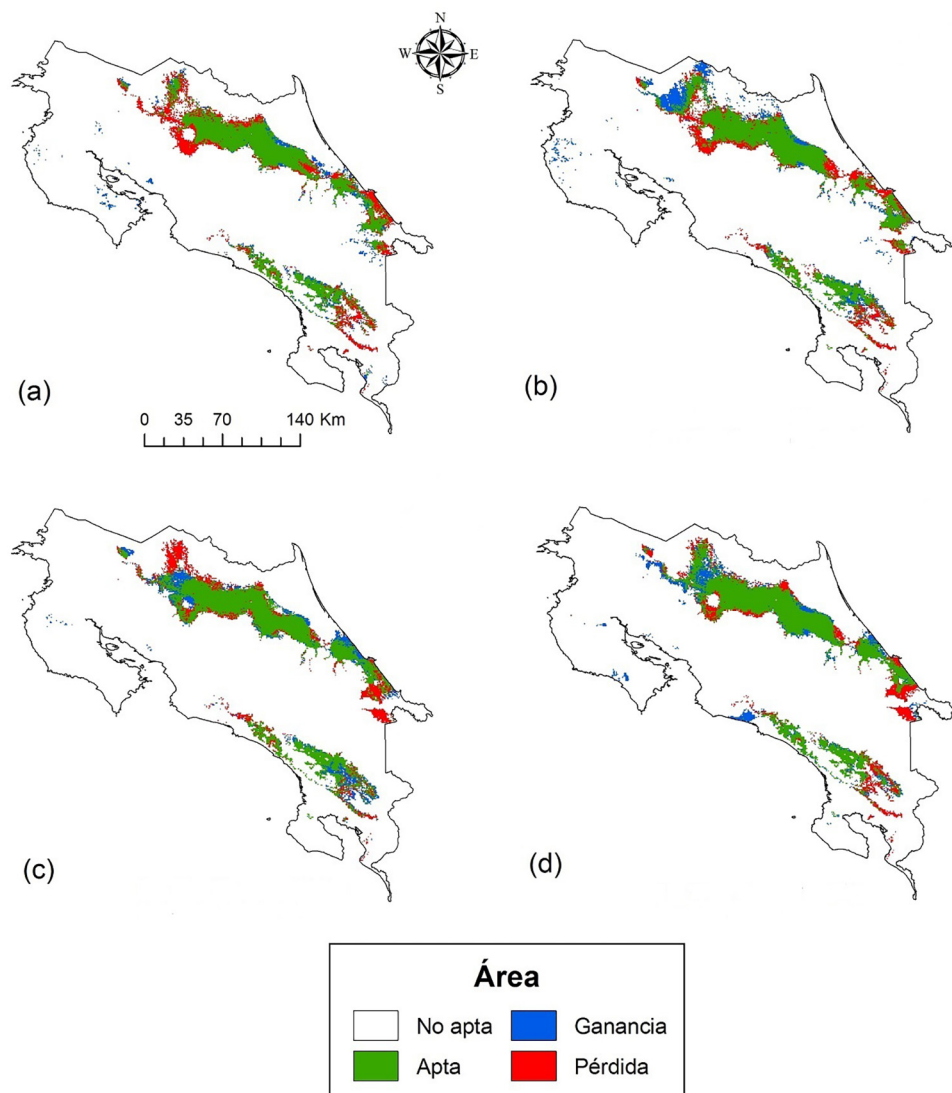 N
W E
S
(a)
(b)
0 35 70 140 Km
(c)
(d)
Área
No apta
Ganancia
Apta
Pérdida